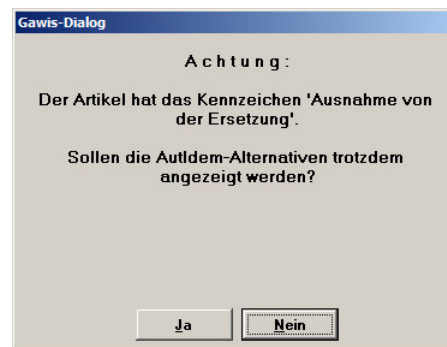 Gawis-Dialog
A c h t u n g :
Der Artikel hat das Kennzeichen 'Ausnahme von
der Ersetzung'.
Sollen die AutIdem-Alternativen trotzdem
angezeigt werden?
Ja
Nein